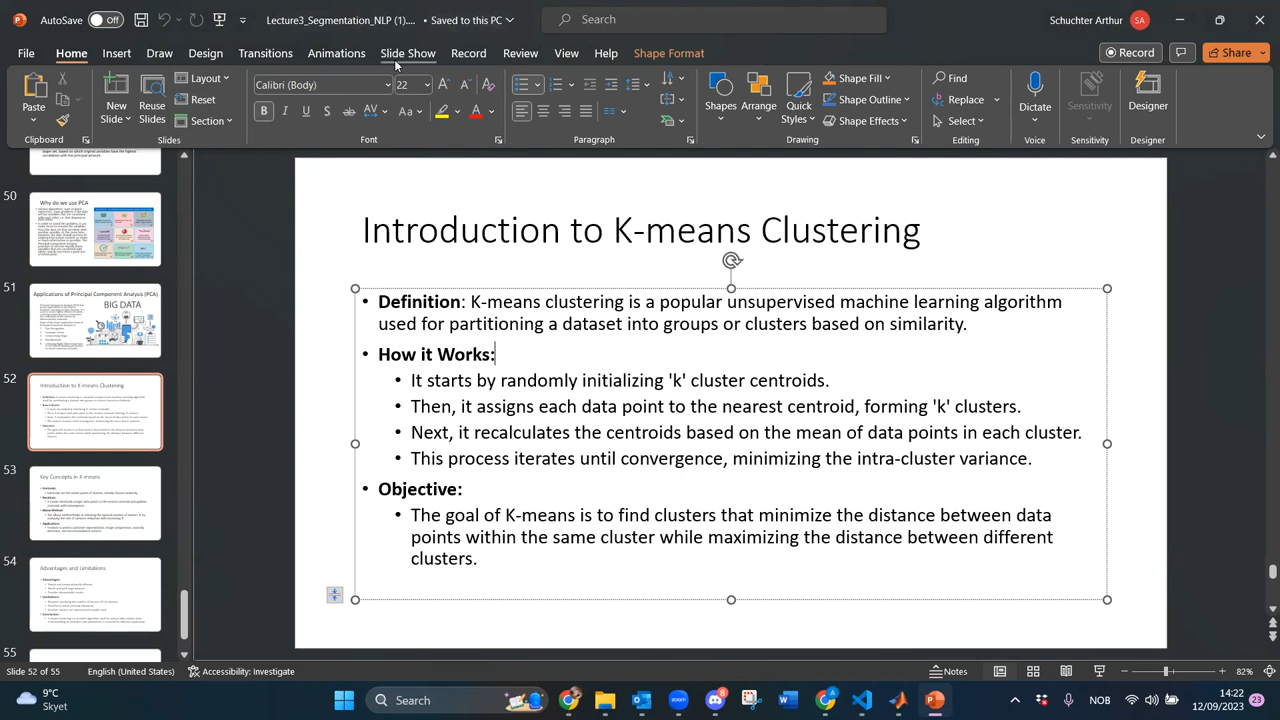 AutoSave Off Lecture3_Segmentation_NLP (1).... • Saved to this PC Search Schuchter Arthur SA
File Home Insert Draw Design Transitions Animations Slide Show Record Review View Help Shape Format Record Share
Paste New Slide Reuse Slides Layout Reset Section Calibri (Body) 22 Shapes Arrange Quick Styles Shape Fill Shape Outline Shape Effects Find Replace Select Dictate Sensitivity Designer
Clipboard Slides Font Paragraph Drawing Editing Voice Sensitivity Designer
50
Why do we use PCA
51
Applications of Principal Component Analysis (PCA)
BIG DATA
52
Introduction to K-means Clustering
53
Key Concepts in K-means
54
Advantages and Limitations
55
Introduction to K-means Clustering
• Definition: K-means clustering is a popular unsupervised machine learning algorithm
used for partitioning a dataset into groups or clusters based on similarity.
• How it Works:
• It starts by randomly initializing 'k' cluster centroids.
• Then, it assigns each data point to the nearest centroid, forming 'k' clusters.
• Next, it recalculates the centroids based on the mean of data points in each cluster.
• This process iterates until convergence, minimizing the intra-cluster variance.
• Objective:
• The goal of K-means is to find clusters that minimize the distance between data
points within the same cluster while maximizing the distance between different
clusters.
Slide 52 of 55 English (United States) Accessibility: Investigate Notes 82%
9°C
Skyet
Search
zoom
8
NOB
14:22
12/09/2023
23